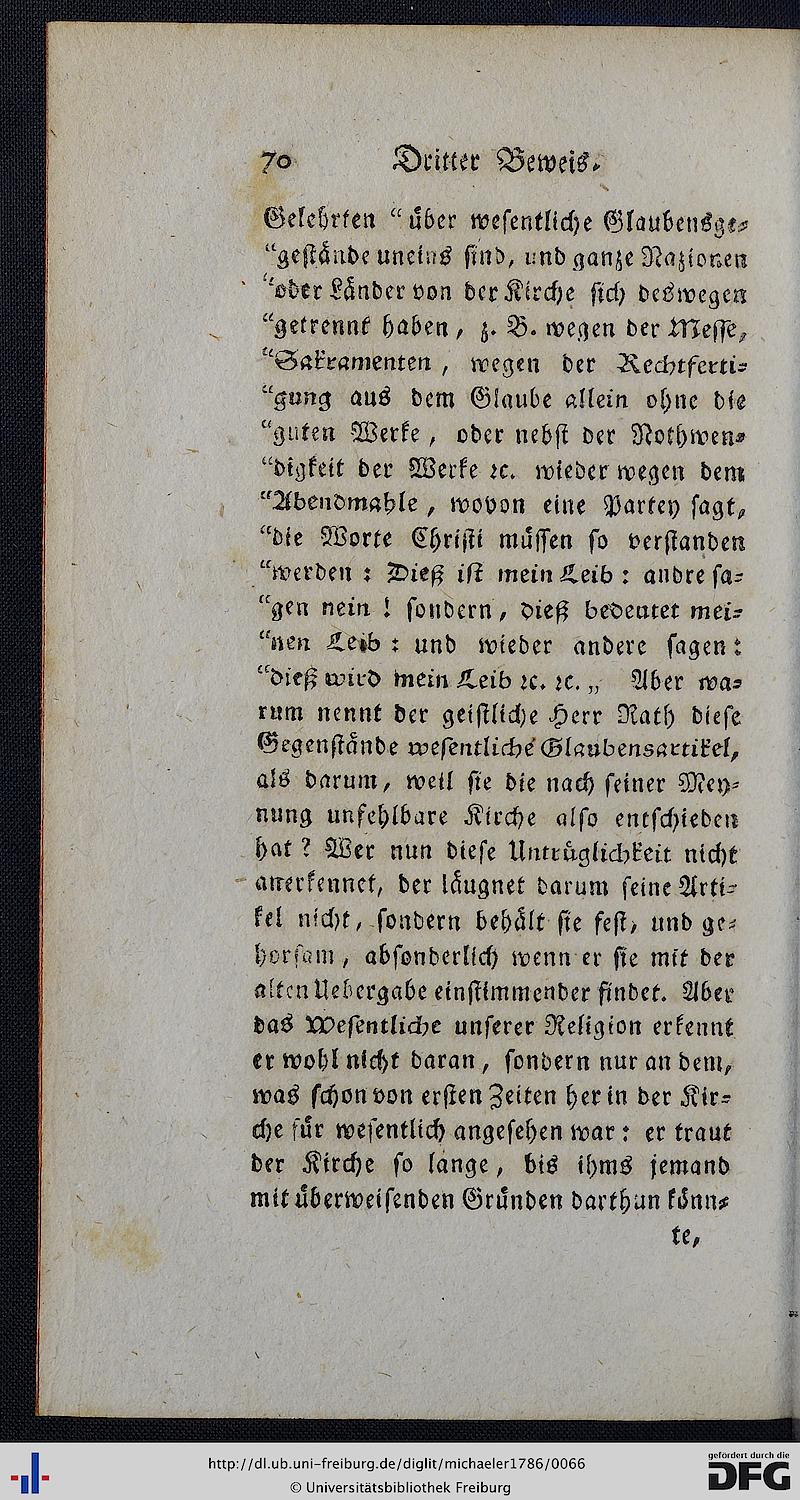 70 Dritter Beweis.
Gelehrten “über wesentliche Glaubensge⸗
“geständе uneins sind, und ganze Nazionen
“oder Länder von der Kirche sich deswegen
“getrennt haben, z. B. wegen der Messe,
“Sakramenten, wegen der Rechtferti⸗
“gung aus dem Glaube allein ohne die
“guten Werke, oder nebst der Nothwen⸗
“digkeit der Werke ꝛc. wieder wegen dem
“Abendmahle, wovon eine Partey sagt,
“die Worte Christi müssen so verstanden
“werden : Dieß ist mein Leib : andre sa⸗
“gen nein ! sondern, dieß bedeutet mei⸗
“nen Leib : und wieder andere sagen :
“dieß wird mein Leib ꝛc. ꝛc. „ Aber wa⸗
rum nennt der geistliche Herr Rath diese
Gegenstände wesentliche Glaubensartikel,
als darum, weil sie die nach seiner Mey⸗
nung unfehlbare Kirche also entschieden
hat ? Wer nun diese Untrüglichkeit nicht
anerkennet, der läugnet darum seine Arti⸗
kel nicht, sondern behält sie fest, und ge⸗
horsam, absonderlich wenn er sie mit der
alten Uebergabe einstimmender findet. Aber
das Wesentliche unserer Religion erkennt
er wohl nicht daran, sondern nur an dem,
was schon von ersten Zeiten her in der Kir⸗
che für wesentlich angesehen war : er traut
der Kirche so lange, bis ihms jemand
mit überweisenden Gründen darthun könn⸗
te,
http://dl.ub.uni-freiburg.de/diglit/michaeler1786/0066
© Universitätsbibliothek Freiburg
gefördert durch die
DFG